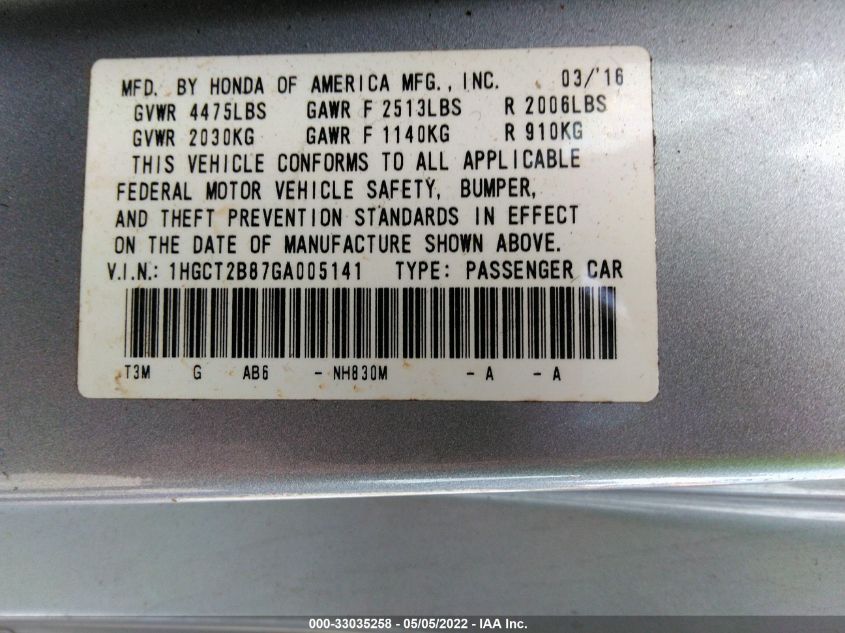 MFD. BY HONDA OF AMERICA MFG., INC. 03/'16
GVWR 4475LBS GAWR F 2513LBS R 2006LBS
GVWR 2030KG GAWR F 1140KG R 910KG
THIS VEHICLE CONFORMS TO ALL APPLICABLE
FEDERAL MOTOR VEHICLE SAFETY, BUMPER,
AND THEFT PREVENTION STANDARDS IN EFFECT
ON THE DATE OF MANUFACTURE SHOWN ABOVE.
V.I.N.: 1HGCT2B87GA005141 TYPE: PASSENGER CAR
T3M G AB6 - NH830M - A - A
000-33035258 - 05/05/2022 - IAA Inc.